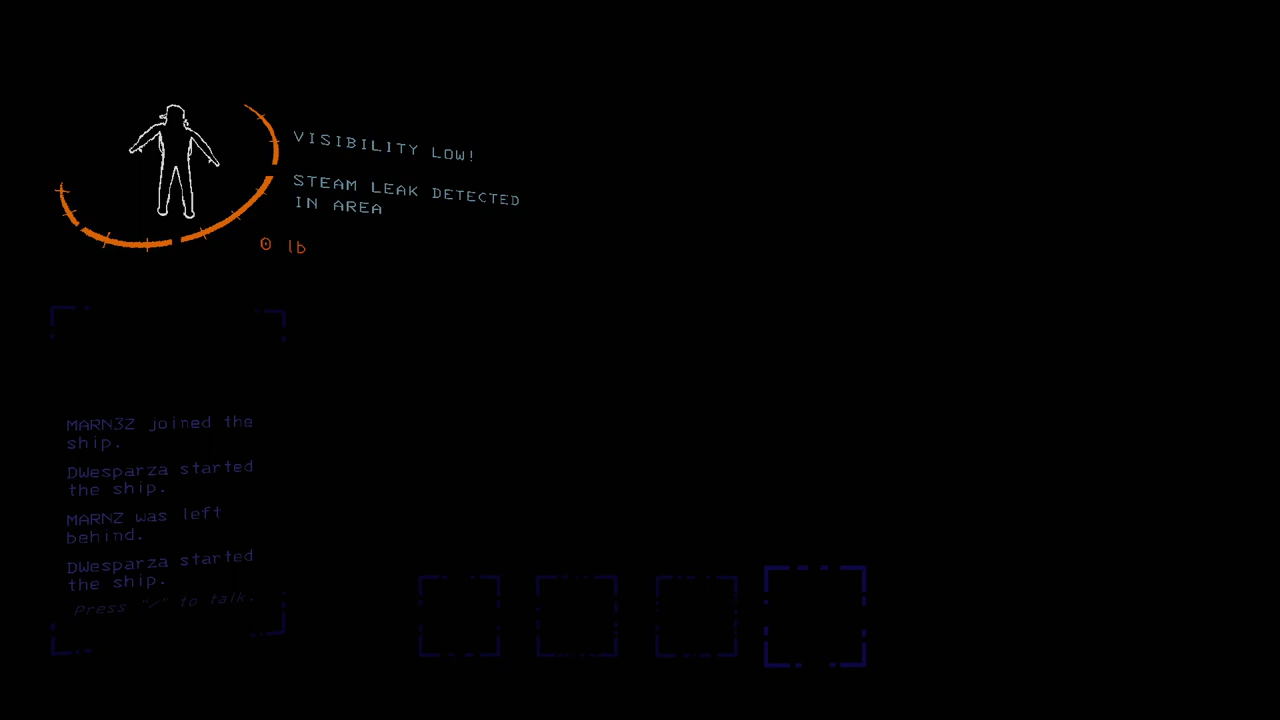 VISIBILITY LOW!
STEAM LEAK DETECTED
IN AREA
0 lb
MARN3Z joined the
ship.
DWesparza started
the ship.
MARNZ was left
behind.
DWesparza started
the ship.
Press "/" to talk.